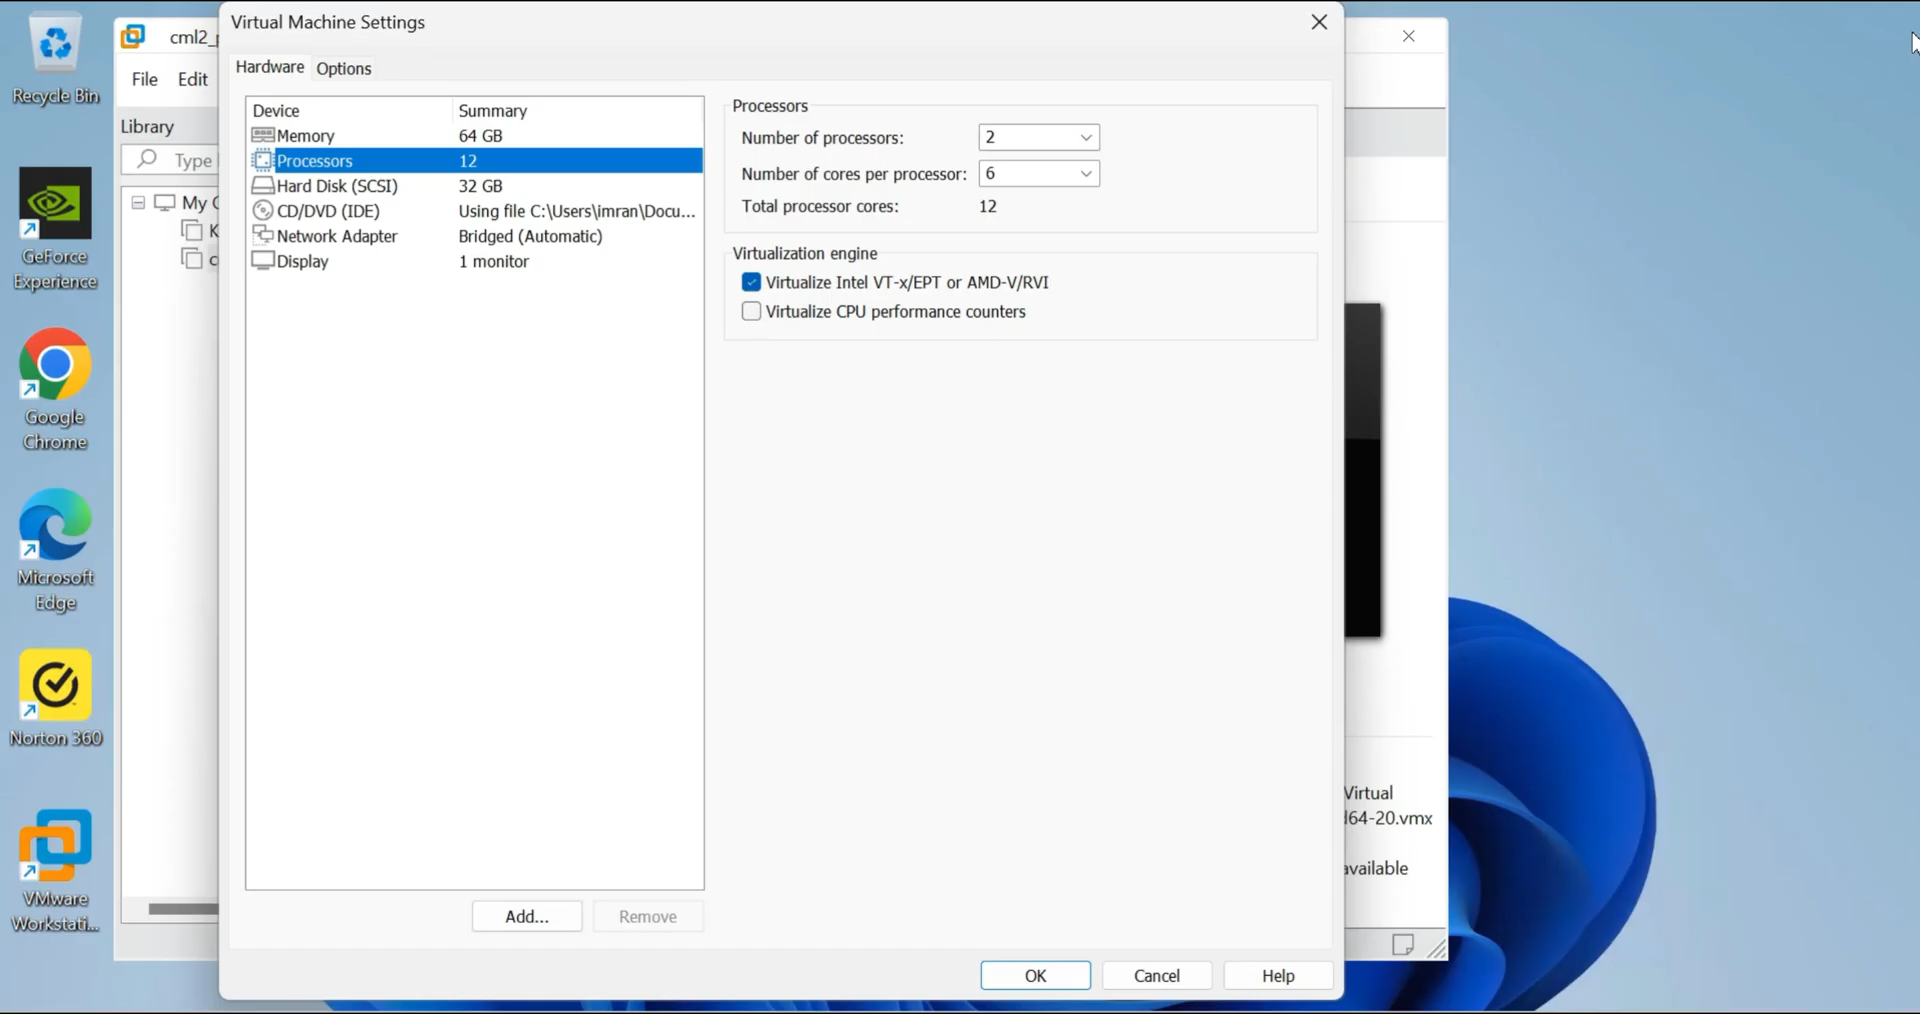 Virtual Machine Settings
Hardware
Options
Device
Summary
Memory
64 GB
Processors
12
Hard Disk (SCSI)
32 GB
CD/DVD (IDE)
Using file C:\Users\imran\Docu...
Network Adapter
Bridged (Automatic)
Display
1 monitor
Add...
Remove
Processors
Number of processors:
2
Number of cores per processor:
6
Total processor cores:
12
Virtualization engine
Virtualize Intel VT-x/EPT or AMD-V/RVI
Virtualize CPU performance counters
OK
Cancel
Help
cml2_p
File
Edit
Library
Type
My C
K
c
Virtual
l64-20.vmx
available
Recycle Bin
GeForce
Experience
Google
Chrome
Microsoft
Edge
Norton 360
VMware
Workstati...